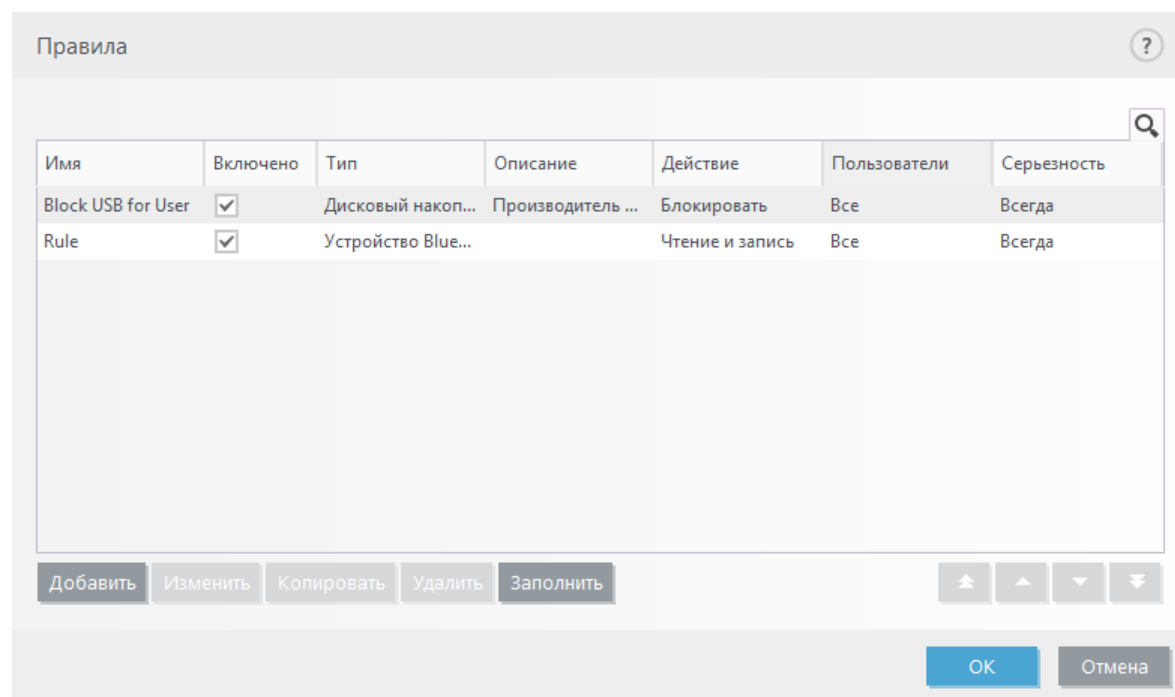 Правила
?
Имя Включено Тип Описание Действие Пользователи Серьезность
Block USB for User Дисковый накоп... Производитель ... Блокировать Все Всегда
Rule Устройство Blue... Чтение и запись Все Всегда
Добавить Изменить Копировать Удалить Заполнить
OK Отмена